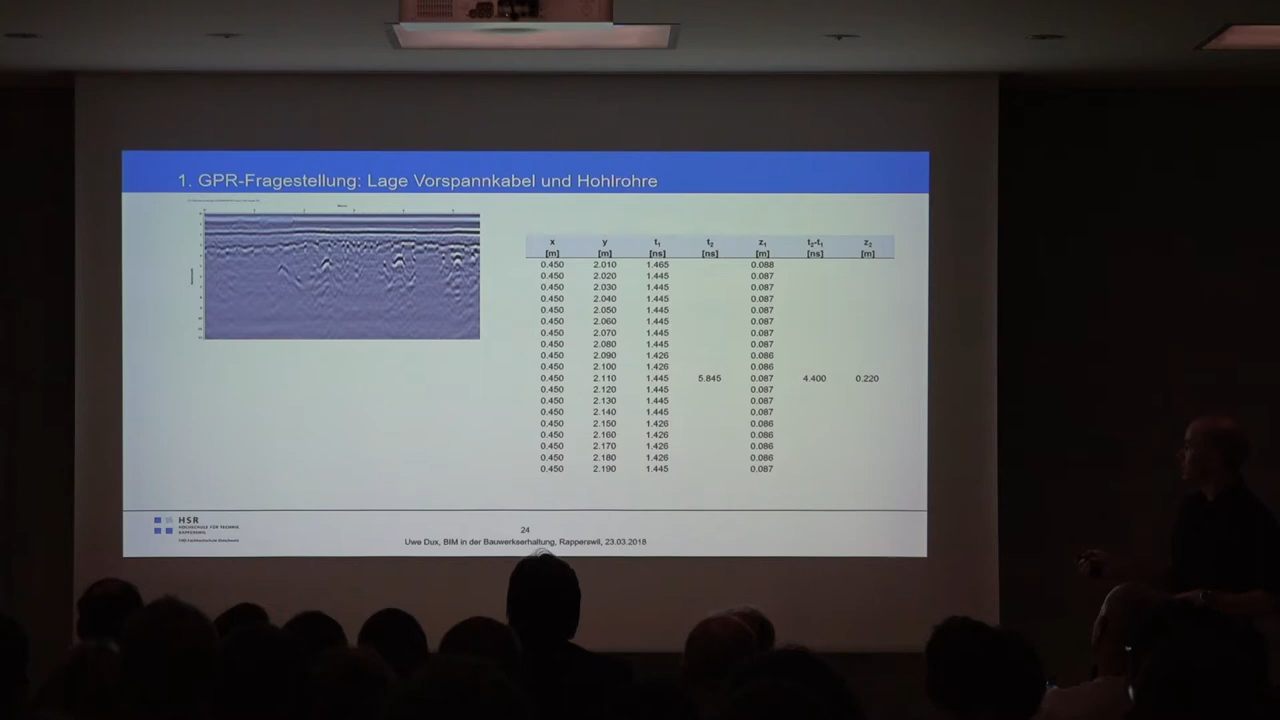 1. GPR-Fragestellung: Lage Vorspannkabel und Hohlrohre
x y t₁ t₂ z₁ t₂-t₁ z₂
[m] [m] [ns] [ns] [m] [ns] [m]
0.450 2.010 1.465 0.088
0.450 2.020 1.445 0.087
0.450 2.030 1.445 0.087
0.450 2.040 1.445 0.087
0.450 2.050 1.445 0.087
0.450 2.060 1.445 0.087
0.450 2.070 1.445 0.087
0.450 2.080 1.445 0.087
0.450 2.090 1.426 0.086
0.450 2.100 1.426 0.086
0.450 2.110 1.445 5.845 0.087 4.400 0.220
0.450 2.120 1.445 0.087
0.450 2.130 1.445 0.087
0.450 2.140 1.445 0.087
0.450 2.150 1.426 0.086
0.450 2.160 1.426 0.086
0.450 2.170 1.426 0.086
0.450 2.180 1.426 0.086
0.450 2.190 1.445 0.087
HSR
HOCHSCHULE FÜR TECHNIK
RAPPERSWIL
24
Uwe Dux, BIM in der Bauwerkserhaltung, Rapperswil, 23.03.2018